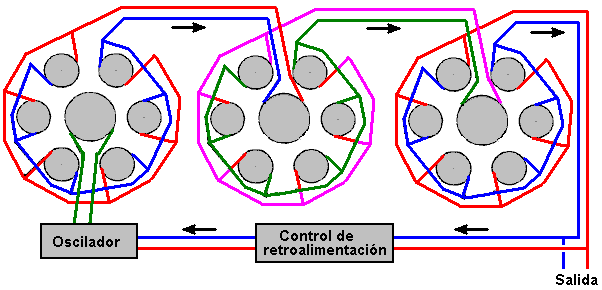 Oscilador
Control de
retroalimentación
Salida